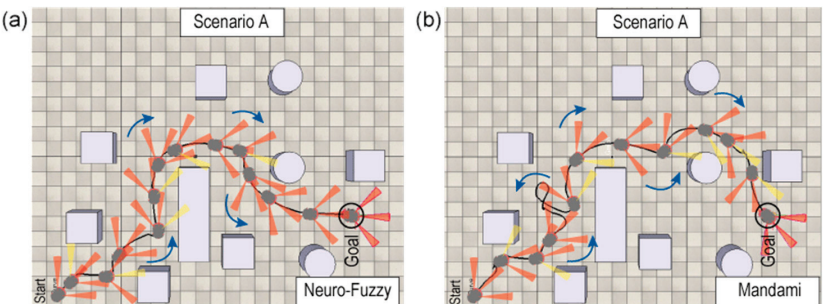 (a)
Scenario A
Start
Goal
Neuro-Fuzzy
(b)
Scenario A
Start
Goal
Mandami